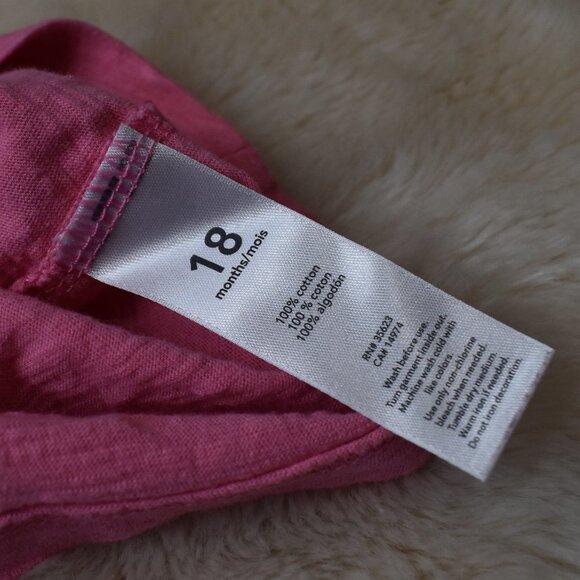 18
months/mois
100% cotton
100 % coton
100% algodón
RN# 35623
CA# 14974
Wash before use.
Turn garment inside out.
Machine wash cold with
like colors.
Use only non-chlorine
bleach when needed.
Tumble dry medium.
Warm iron if needed.
Do not iron decoration.